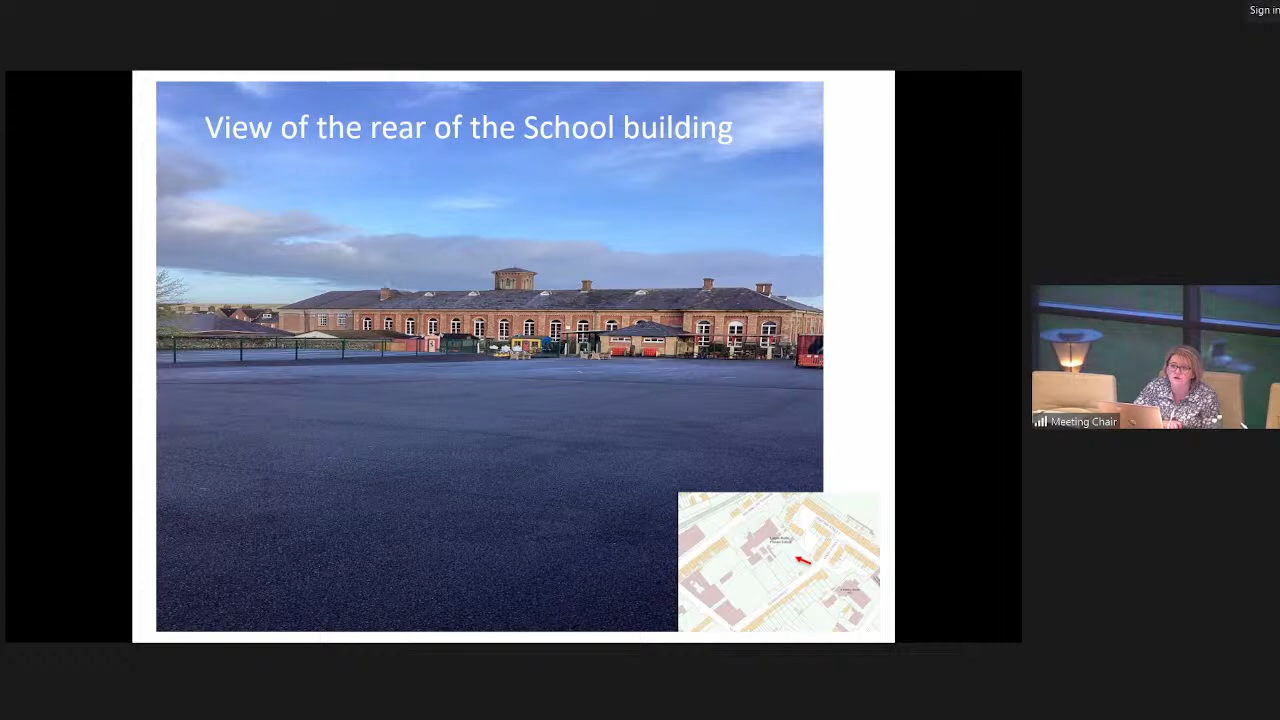 Sign in
View of the rear of the School building
Meeting Chair